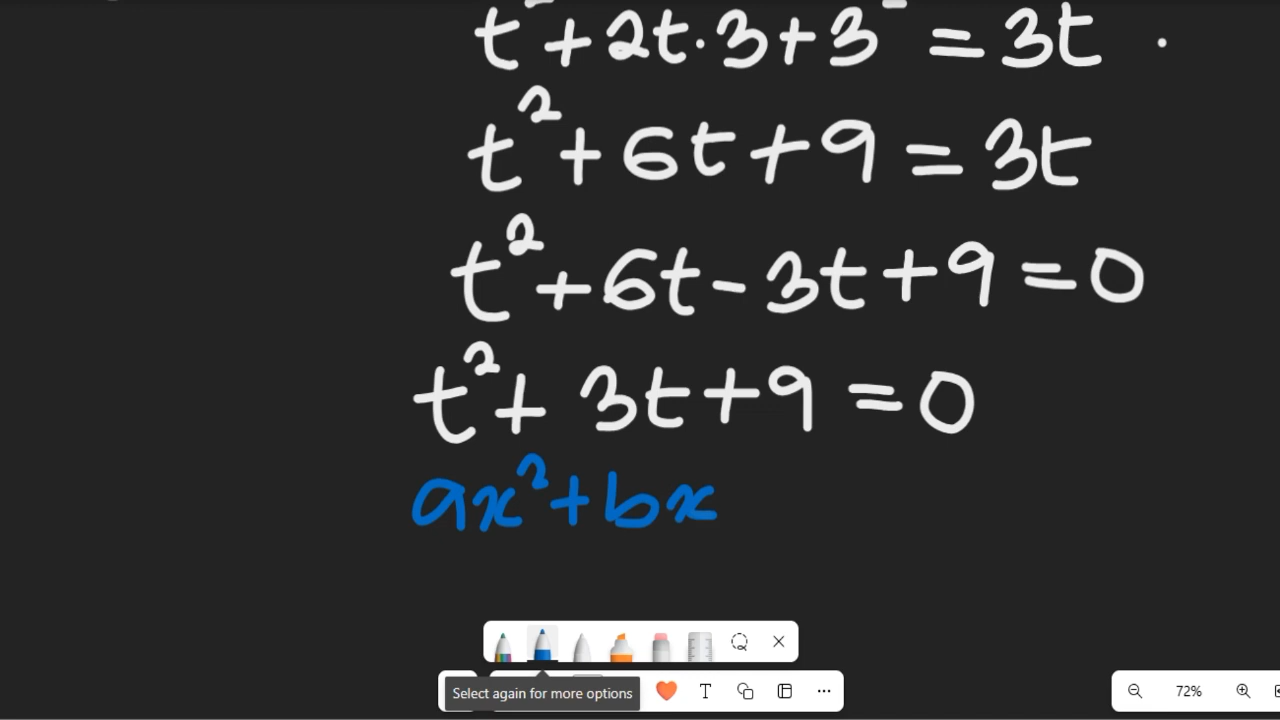 t²+2t·3+3² =3t ·
t²+6t+9=3t
t²+6t-3t+9=0
t²+3t+9=0
ax²+bx
Select again for more options
T
72%